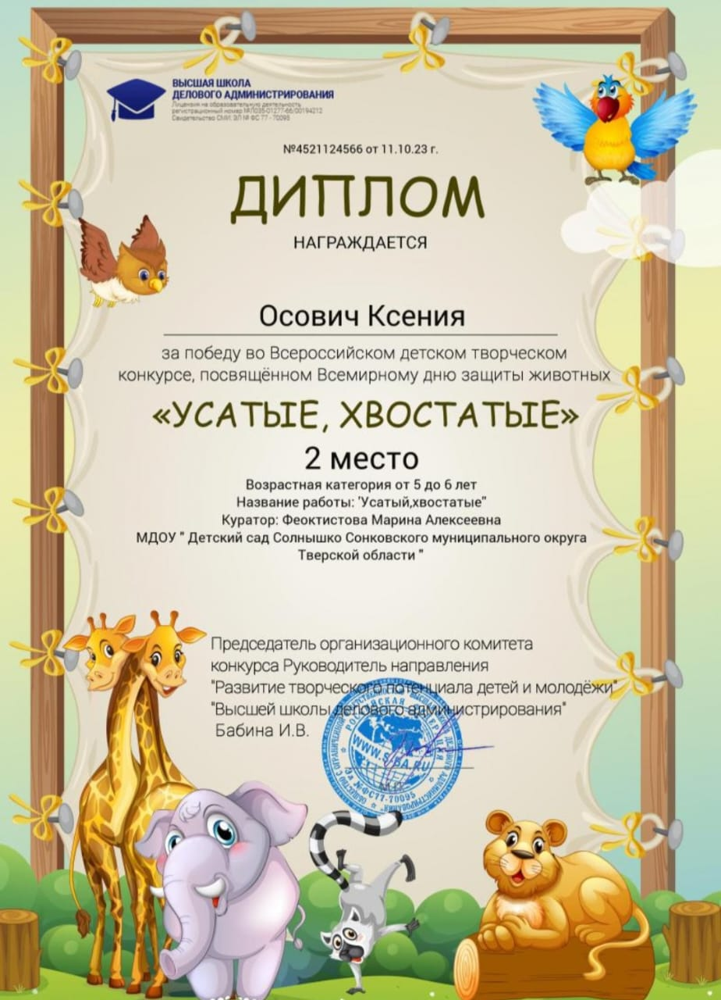 ВЫСШАЯ ШКОЛА
ДЕЛОВОГО АДМИНИСТРИРОВАНИЯ
Лицензия на образовательную деятельность
регистрационный номер №Л035-01277-66/00194212
Свидетельство СМИ: ЭЛ № ФС 77 - 70095
№4521124566 от 11.10.23 г.
ДИПЛОМ
НАГРАЖДАЕТСЯ
Осович Ксения
за победу во Всероссийском детском творческом
конкурсе, посвящённом Всемирному дню защиты животных
«УСАТЫЕ, ХВОСТАТЫЕ»
2 место
Возрастная категория от 5 до 6 лет
Название работы: 'Усатый,хвостатые"
Куратор: Феоктистова Марина Алексеевна
МДОУ " Детский сад Солнышко Сонковского муниципального округа
Тверской области "
Председатель организационного комитета
конкурса Руководитель направления
"Развитие творческого потенциала детей и молодёжи"
"Высшей школы делового администрирования"
Бабина И.В.
РОССИЙСКАЯ ФЕДЕРАЦИЯ
WWW.S-BA.RU
ЭЛ №ФС77-70095
М.П.